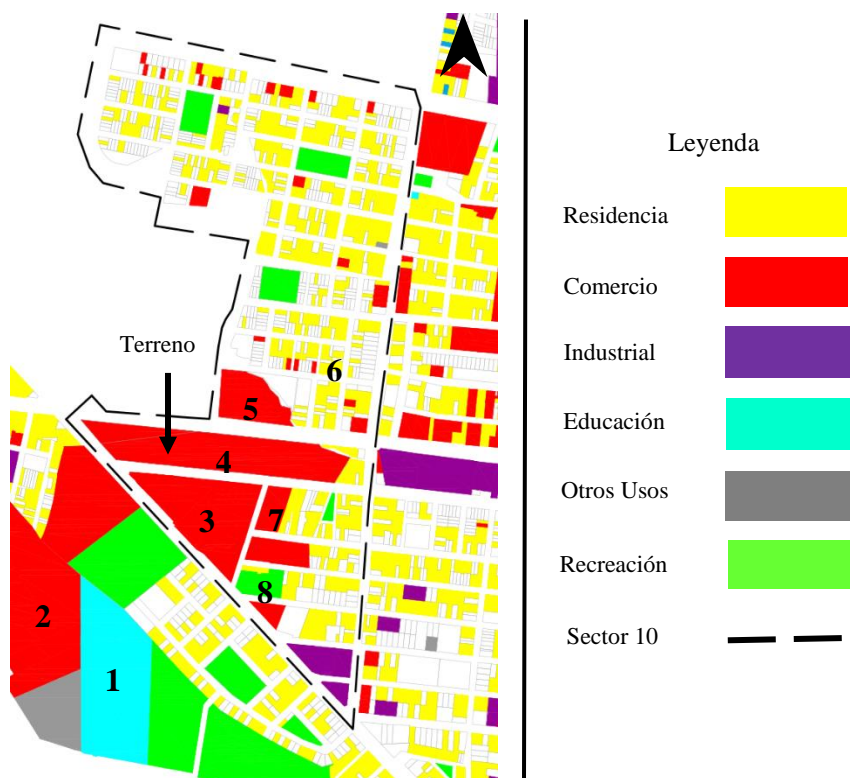 Terreno
6
5
4
3
7
8
2
1
Leyenda
Residencia
Comercio
Industrial
Educación
Otros Usos
Recreación
Sector 10